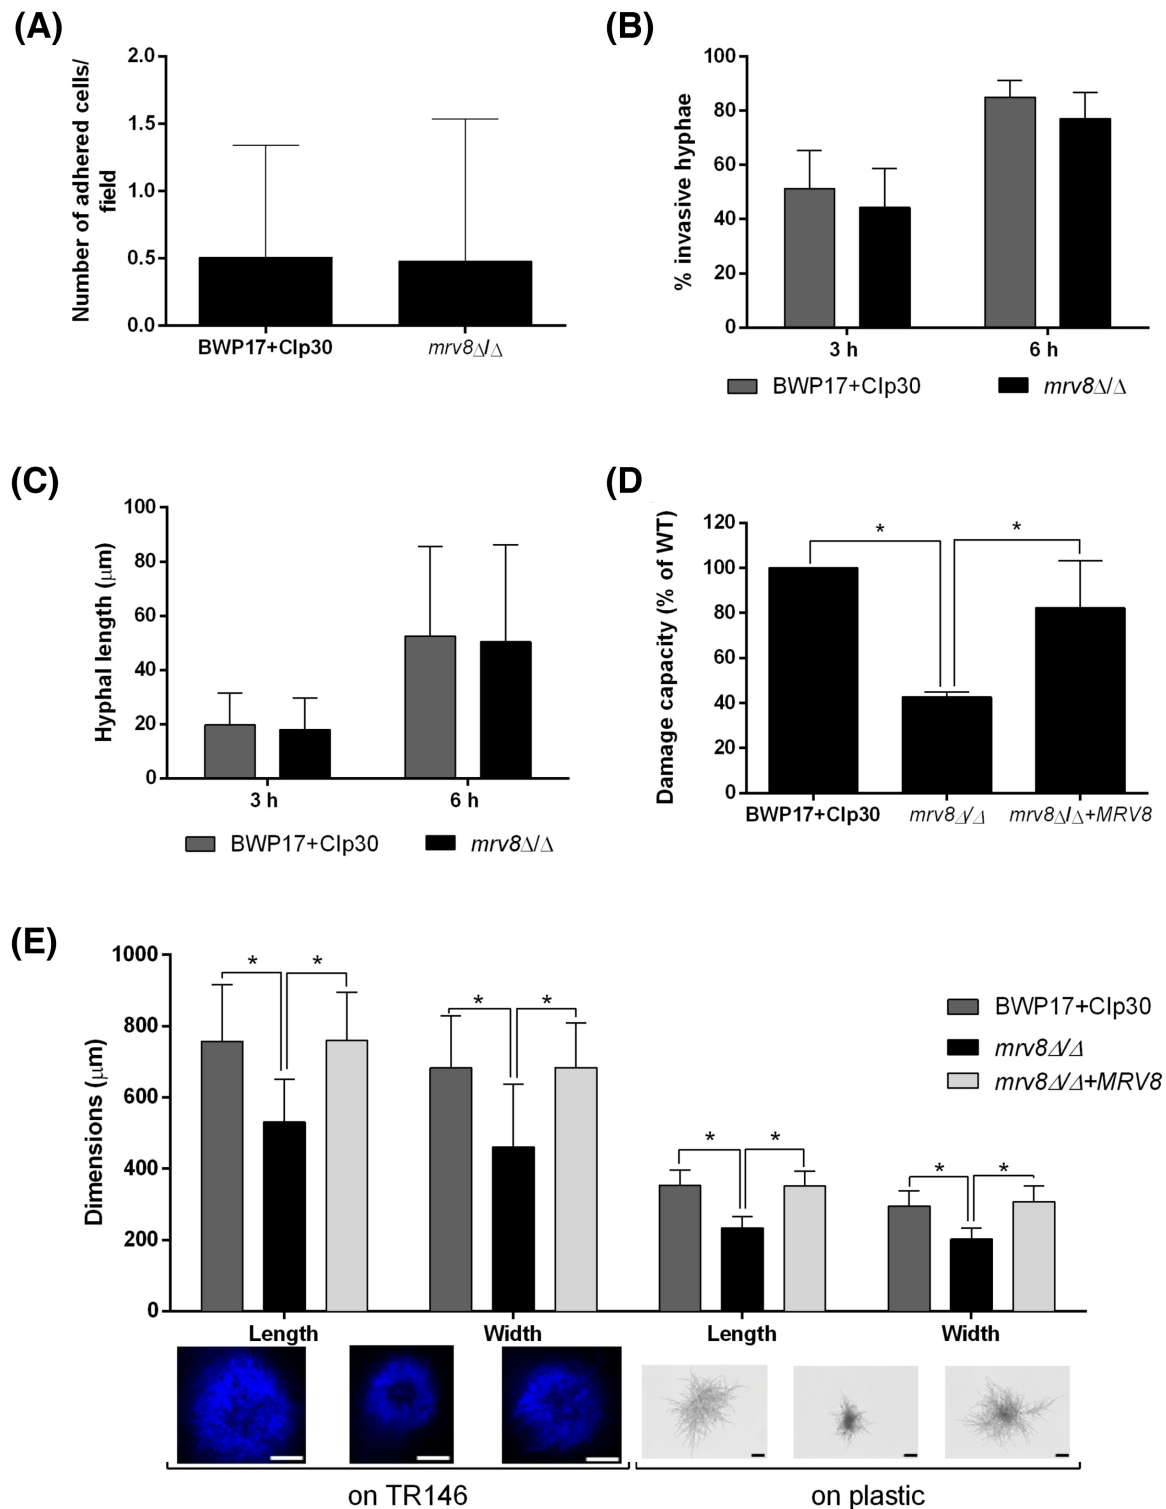 (A)
2.0
1.5
1.0
0.5
0.0
Number of adhered cells/
field
BWP17+CIp30 mrv8Δ/Δ
(B)
100
80
60
40
20
0
% invasive hyphae
3 h 6 h
BWP17+CIp30 mrv8Δ/Δ
(C)
100
80
60
40
20
0
Hyphal length (μm)
3 h 6 h
BWP17+CIp30 mrv8Δ/Δ
(D)
120
100
80
60
40
20
0
Damage capacity (% of WT)
* *
BWP17+CIp30 mrv8Δ/Δ mrv8Δ/Δ+MRV8
(E)
1000
800
600
400
200
0
Dimensions (μm)
* * * * * * * *
BWP17+CIp30
mrv8Δ/Δ
mrv8Δ/Δ+MRV8
Length Width Length Width
on TR146 on plastic